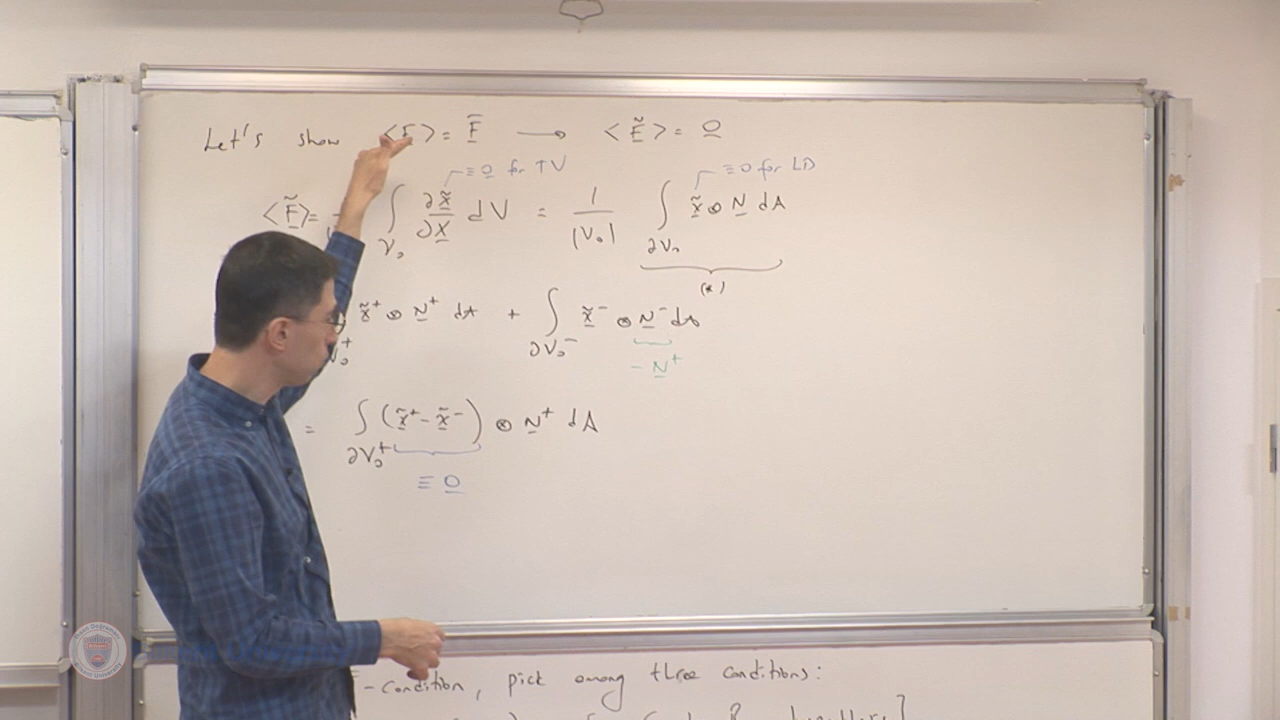 Let's show <F> = F̄ → < F̃ > = 0
≡ 0 for TV ≡ 0 for LD
<F̃> = ∫_{V₀} ∂x̃/∂X dV = 1/|V₀| ∫_{∂V₀} x̃ ⊗ N dA
(*)
x̃⁺ ⊗ N⁺ dA + ∫_{∂V₀⁻} x̃⁻ ⊗ N⁻ dA
- N⁺
= ∫_{∂V₀⁺} (x̃⁺ - x̃⁻) ⊗ N⁺ dA
≡ 0
-condition, pick among three conditions: